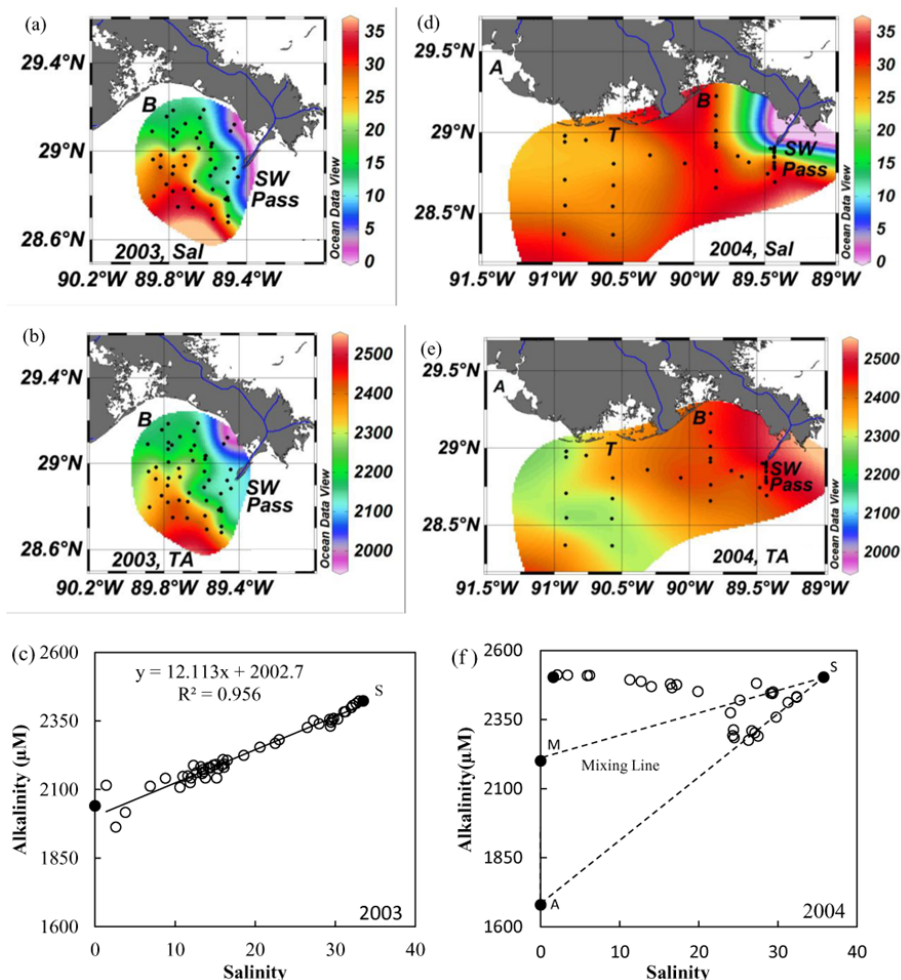 (a)
29.4°N
29°N
28.6°N
B
SW
Pass
2003, Sal
90.2°W 89.8°W 89.4°W
35
30
25
20
15
10
5
0
Ocean Data View
(d)
29.5°N
29°N
28.5°N
A
B
T
SW
Pass
2004, Sal
91.5°W 91°W 90.5°W 90°W 89.5°W 89°W
35
30
25
20
15
10
5
0
Ocean Data View
(b)
29.4°N
29°N
28.6°N
B
SW
Pass
2003, TA
90.2°W 89.8°W 89.4°W
2500
2400
2300
2200
2100
2000
Ocean Data View
(e)
29.5°N
29°N
28.5°N
A
B
T
SW
Pass
2004, TA
91.5°W 91°W 90.5°W 90°W 89.5°W 89°W
2500
2400
2300
2200
2100
2000
Ocean Data View
(c)
y = 12.113x + 2002.7
R² = 0.956
S
2600
2350
2100
1850
1600
Alkalinity (µM)
2003
0 10 20 30 40
Salinity
(f)
2600
2350
2100
1850
1600
Alkalinity(µM)
S
M
Mixing Line
A
2004
0 10 20 30 40
Salinity